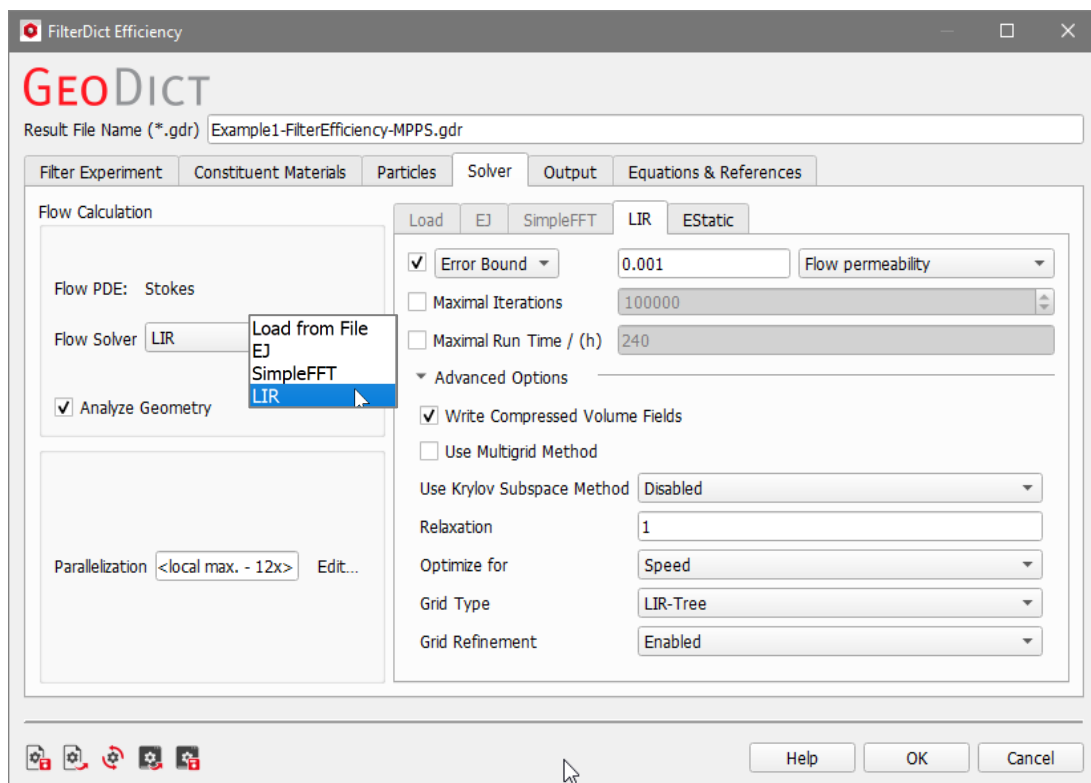 FilterDict Efficiency
GEODICT
Result File Name (*.gdr) Example1-FilterEfficiency-MPPS.gdr
Filter Experiment Constituent Materials Particles Solver Output Equations & References
Flow Calculation
Flow PDE: Stokes
Flow Solver LIR
Load from File
EJ
SimpleFFT
LIR
Analyze Geometry
Parallelization <local max. - 12x> Edit...
Load EJ SimpleFFT LIR EStatic
Error Bound 0.001 Flow permeability
Maximal Iterations 100000
Maximal Run Time / (h) 240
Advanced Options
Write Compressed Volume Fields
Use Multigrid Method
Use Krylov Subspace Method Disabled
Relaxation 1
Optimize for Speed
Grid Type LIR-Tree
Grid Refinement Enabled
Help OK Cancel